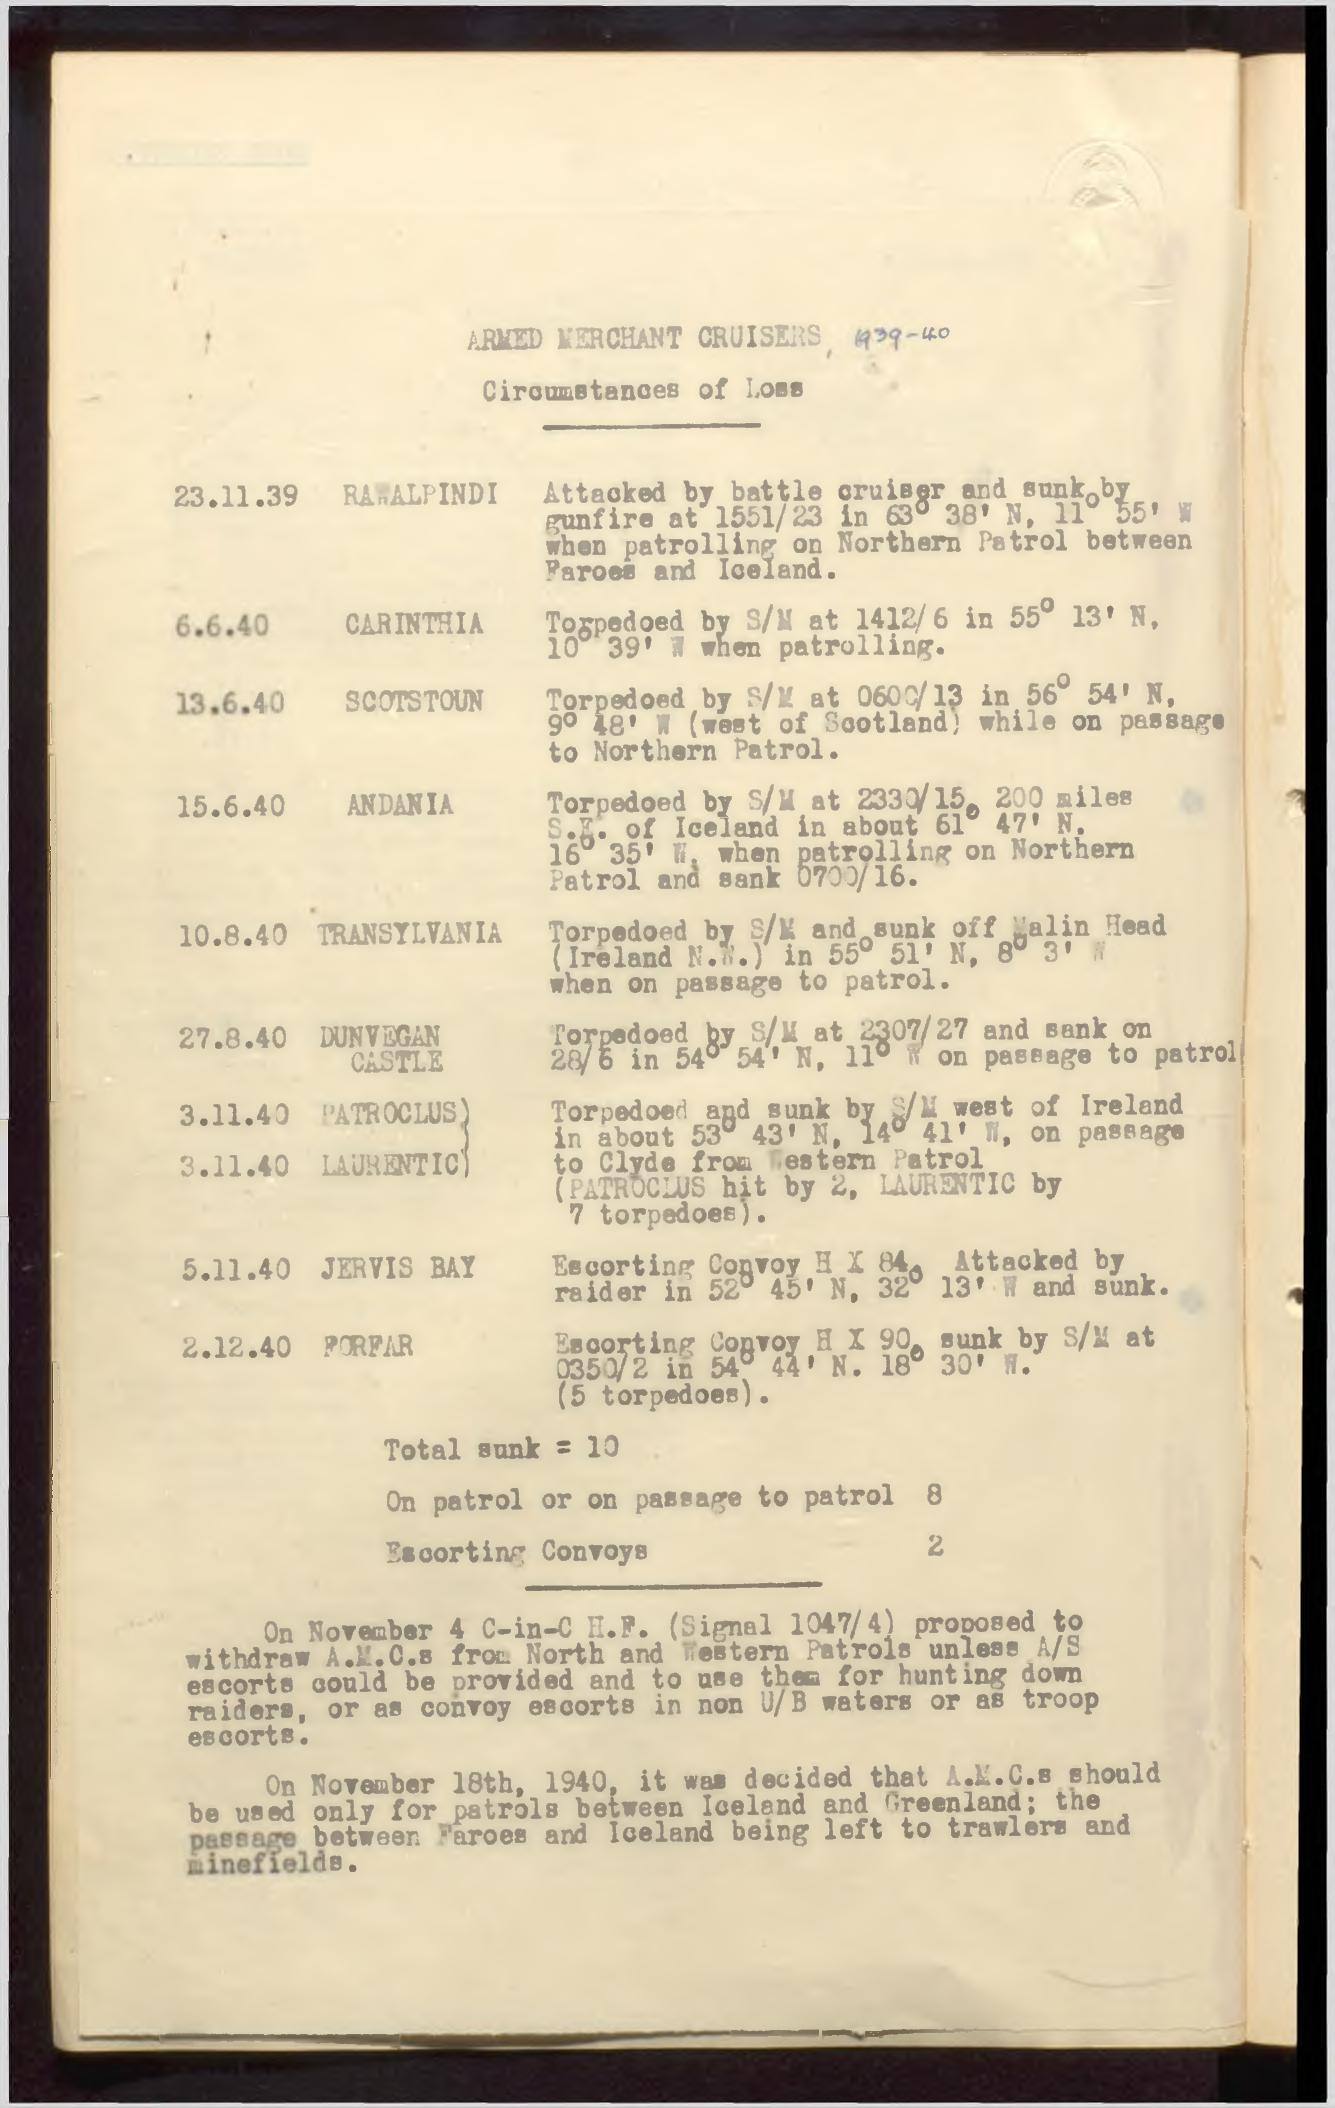 ARMED MERCHANT CRUISERS, 1939-40
Circumstances of Loss
23.11.39 RAWALPINDI Attacked by battle cruiser and sunk by
gunfire at 1551/23 in 63° 38' N, 11° 55' W
when patrolling on Northern Patrol between
Faroes and Iceland.
6.6.40 CARINTHIA Torpedoed by S/M at 1412/6 in 55° 13' N,
10° 39' W when patrolling.
13.6.40 SCOTSTOUN Torpedoed by S/M at 0600/13 in 56° 54' N,
9° 48' W (west of Scotland) while on passage
to Northern Patrol.
15.6.40 ANDANIA Torpedoed by S/M at 2330/15, 200 miles
S.E. of Iceland in about 61° 47' N,
16° 35' W, when patrolling on Northern
Patrol and sank 0700/16.
10.8.40 TRANSYLVANIA Torpedoed by S/M and sunk off Malin Head
(Ireland N.W.) in 55° 51' N, 8° 3' W
when on passage to patrol.
27.8.40 DUNVEGAN Torpedoed by S/M at 2307/27 and sank on
CASTLE 28/6 in 54° 54' N, 11° W on passage to patrol
3.11.40 PATROCLUS) Torpedoed and sunk by S/M west of Ireland
) in about 53° 43' N, 14° 41' W, on passage
3.11.40 LAURENTIC) to Clyde from Western Patrol
(PATROCLUS hit by 2, LAURENTIC by
7 torpedoes).
5.11.40 JERVIS BAY Escorting Convoy H X 84. Attacked by
raider in 52° 45' N, 32° 13' W and sunk.
2.12.40 FORFAR Escorting Convoy H X 90, sunk by S/M at
0350/2 in 54° 44' N. 18° 30' W.
(5 torpedoes).
Total sunk = 10
On patrol or on passage to patrol 8
Escorting Convoys 2
On November 4 C-in-C H.F. (Signal 1047/4) proposed to
withdraw A.M.C.s from North and Western Patrols unless A/S
escorts could be provided and to use them for hunting down
raiders, or as convoy escorts in non U/B waters or as troop
escorts.
On November 18th, 1940, it was decided that A.M.C.s should
be used only for patrols between Iceland and Greenland; the
passage between Faroes and Iceland being left to trawlers and
minefields.